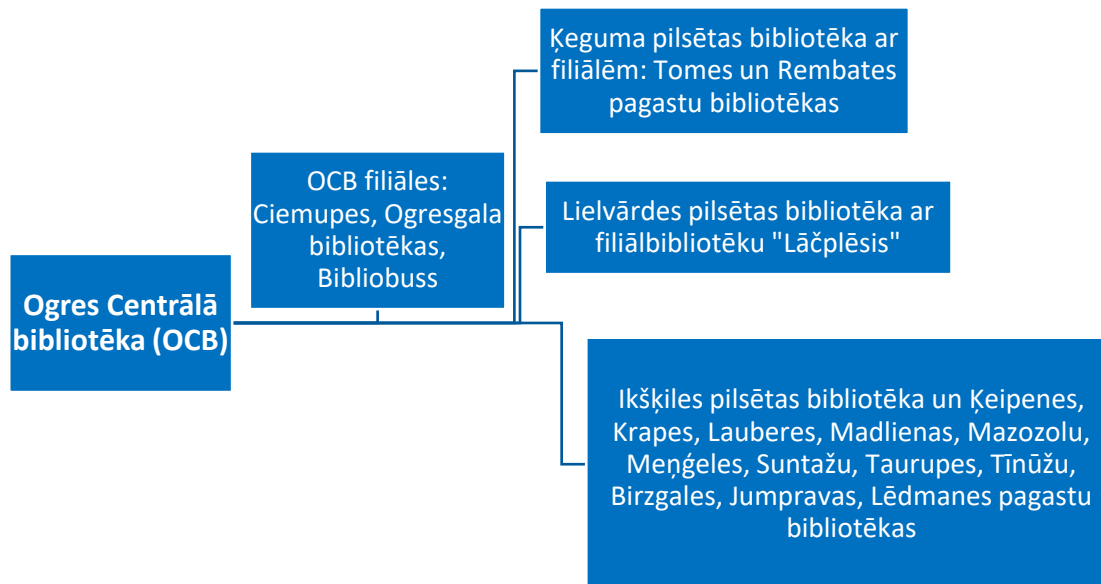 Ķeguma pilsētas bibliotēka ar
filiālēm: Tomes un Rembates
pagastu bibliotēkas
OCB filiāles:
Ciemupes, Ogresgala
bibliotēkas,
Bibliobuss
Lielvārdes pilsētas bibliotēka ar
filiālbibliotēku "Lāčplēsis"
Ogres Centrālā
bibliotēka (OCB)
Ikšķiles pilsētas bibliotēka un Ķeipenes,
Krapes, Lauberes, Madlienas, Mazozolu,
Meņģeles, Suntažu, Taurupes, Tīnūžu,
Birzgales, Jumpravas, Lēdmanes pagastu
bibliotēkas